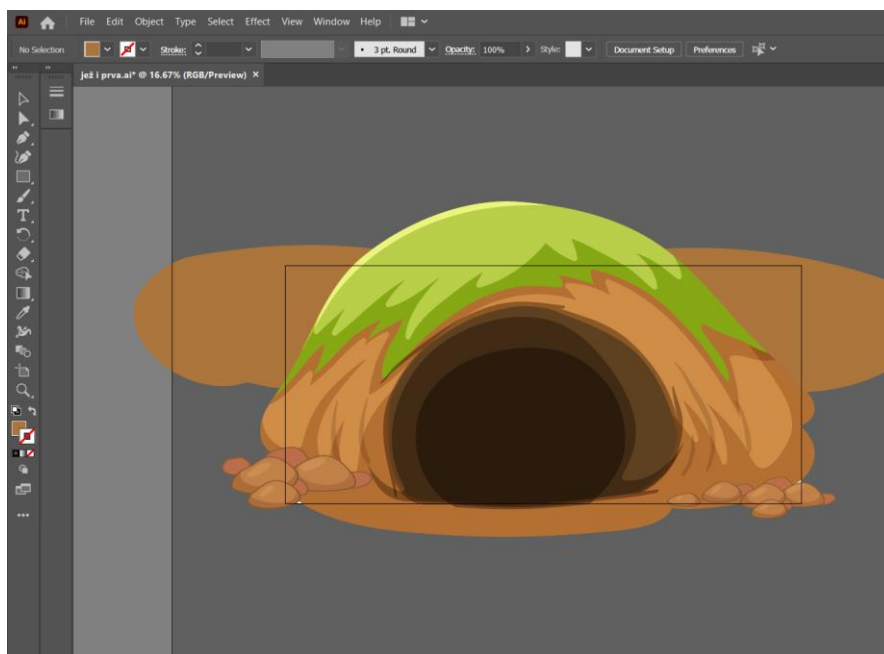 Ai File Edit Object Type Select Effect View Window Help
No Selection Stroke: 3 pt. Round Opacity: 100% Style: Document Setup Preferences
jež i prva.ai* @ 16.67% (RGB/Preview) ×